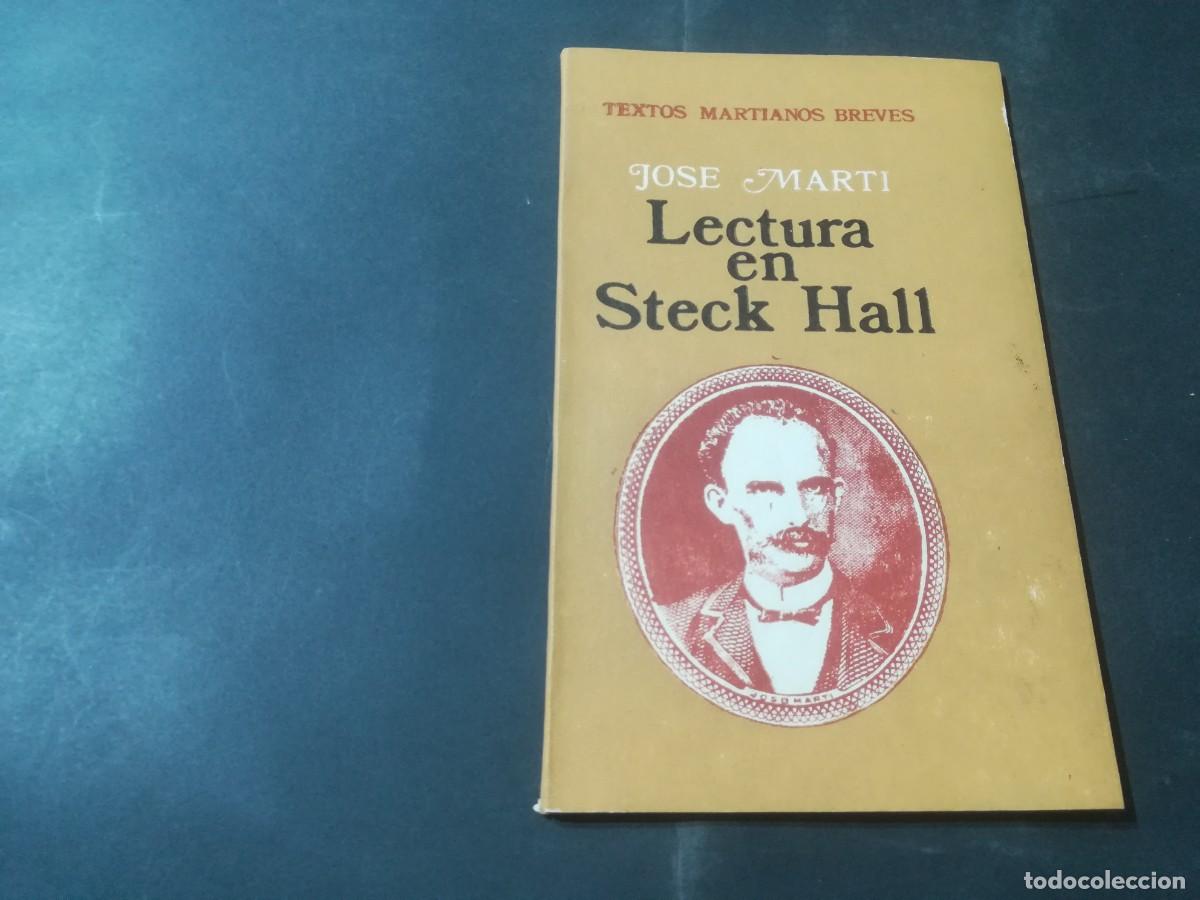 TEXTOS MARTIANOS BREVES
JOSE MARTI
Lectura
en
Steck Hall
JOSE MARTI
todocoleccion